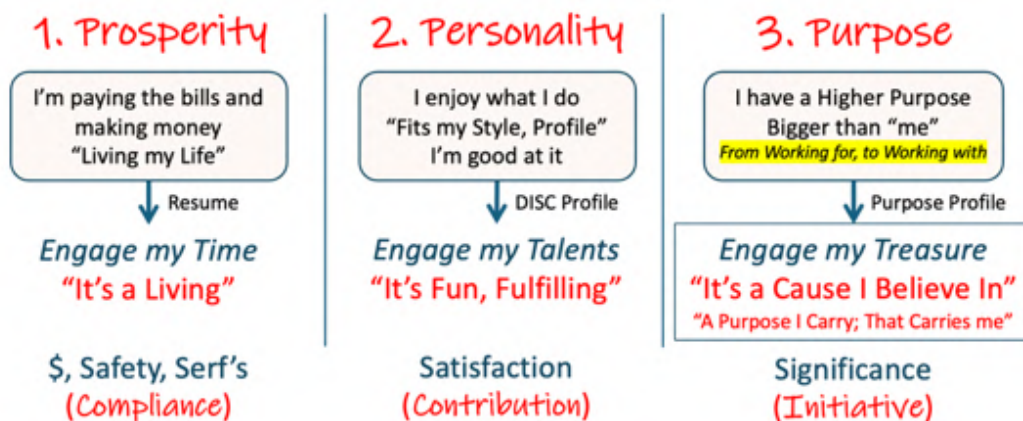 1. Prosperity
I'm paying the bills and
making money
"Living my Life"
Resume
Engage my Time
"It's a Living"
$, Safety, Serf's
(Compliance)
2. Personality
I enjoy what I do
"Fits my Style, Profile"
I'm good at it
DISC Profile
Engage my Talents
"It's Fun, Fulfilling"
Satisfaction
(Contribution)
3. Purpose
I have a Higher Purpose
Bigger than "me"
From Working for, to Working with
Purpose Profile
Engage my Treasure
"It's a Cause I Believe In"
"A Purpose I Carry; That Carries me"
Significance
(Initiative)